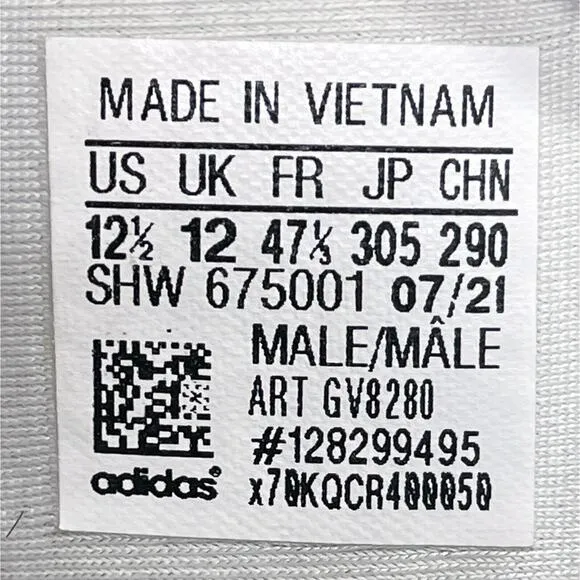 MADE IN VIETNAM
US UK FR JP CHN
12½ 12 47⅓ 305 290
SHW 675001 07/21
MALE/MÂLE
ART GV8280
#128299495
adidas® x70KQCR400050